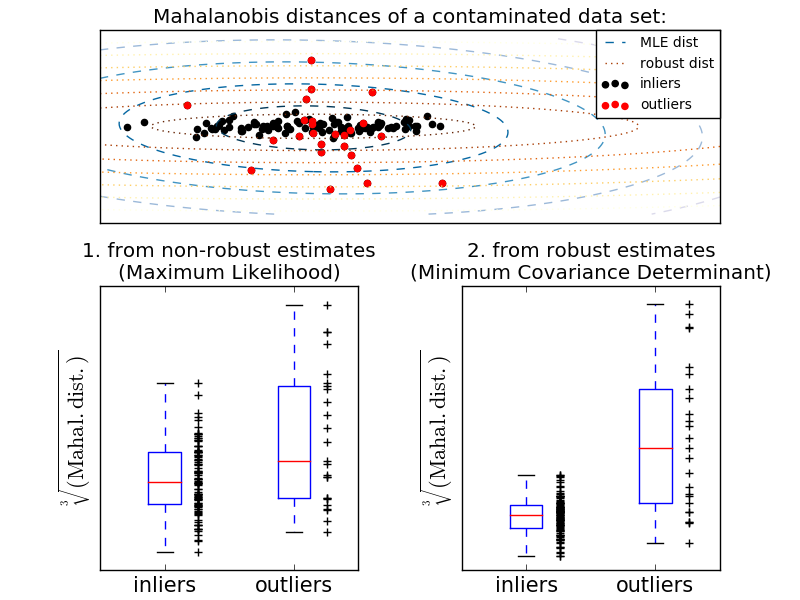 Mahalanobis distances of a contaminated data set:
MLE dist
robust dist
inliers
outliers
1. from non-robust estimates
(Maximum Likelihood)
∛(Mahal. dist. )
inliers
outliers
2. from robust estimates
(Minimum Covariance Determinant)
∛(Mahal. dist. )
inliers
outliers